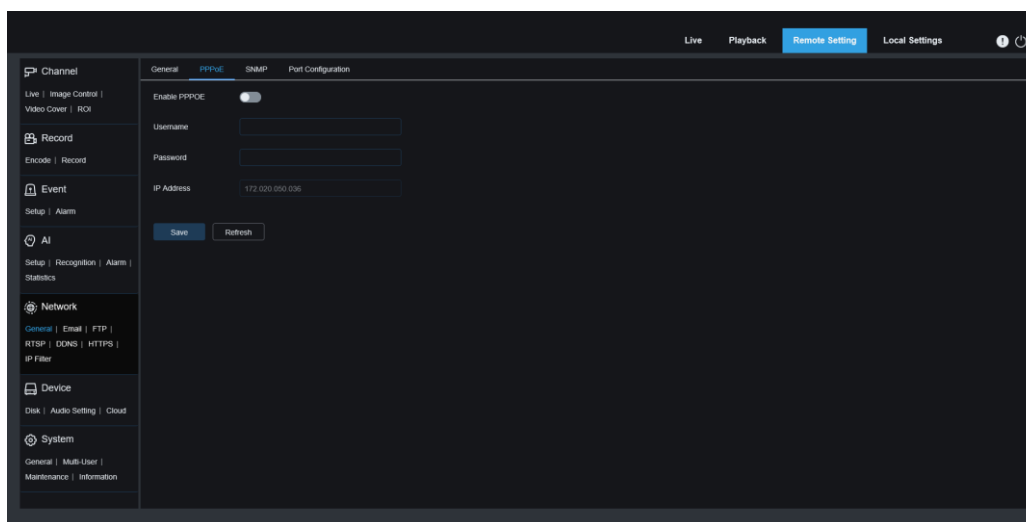 Live Playback Remote Setting Local Settings
Channel
Live | Image Control |
Video Cover | ROI
Record
Encode | Record
Event
Setup | Alarm
AI
Setup | Recognition | Alarm |
Statistics
Network
General | Email | FTP |
RTSP | DDNS | HTTPS |
IP Filter
Device
Disk | Audio Setting | Cloud
System
General | Multi-User |
Maintenance | Information
General PPPoE SNMP Port Configuration
Enable PPPOE
Username
Password
IP Address 172.020.050.036
Save Refresh